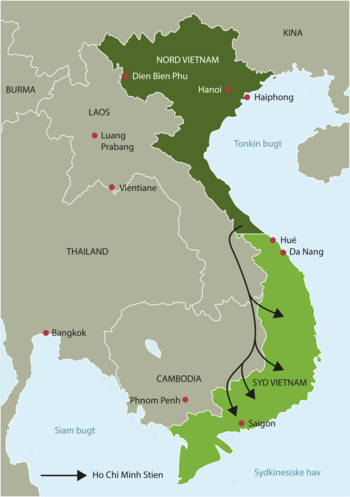 KINA
NORD VIETNAM
Dien Bien Phu
BURMA
Hanoi
Haiphong
LAOS
Luang
Prabang
Tonkin bugt
Vientiane
Hué
Da Nang
THAILAND
Bangkok
CAMBODIA
SYD VIETNAM
Phnom Penh
Saigon
Siam bugt
Ho Chi Minh Stien
Sydkinesiske hav